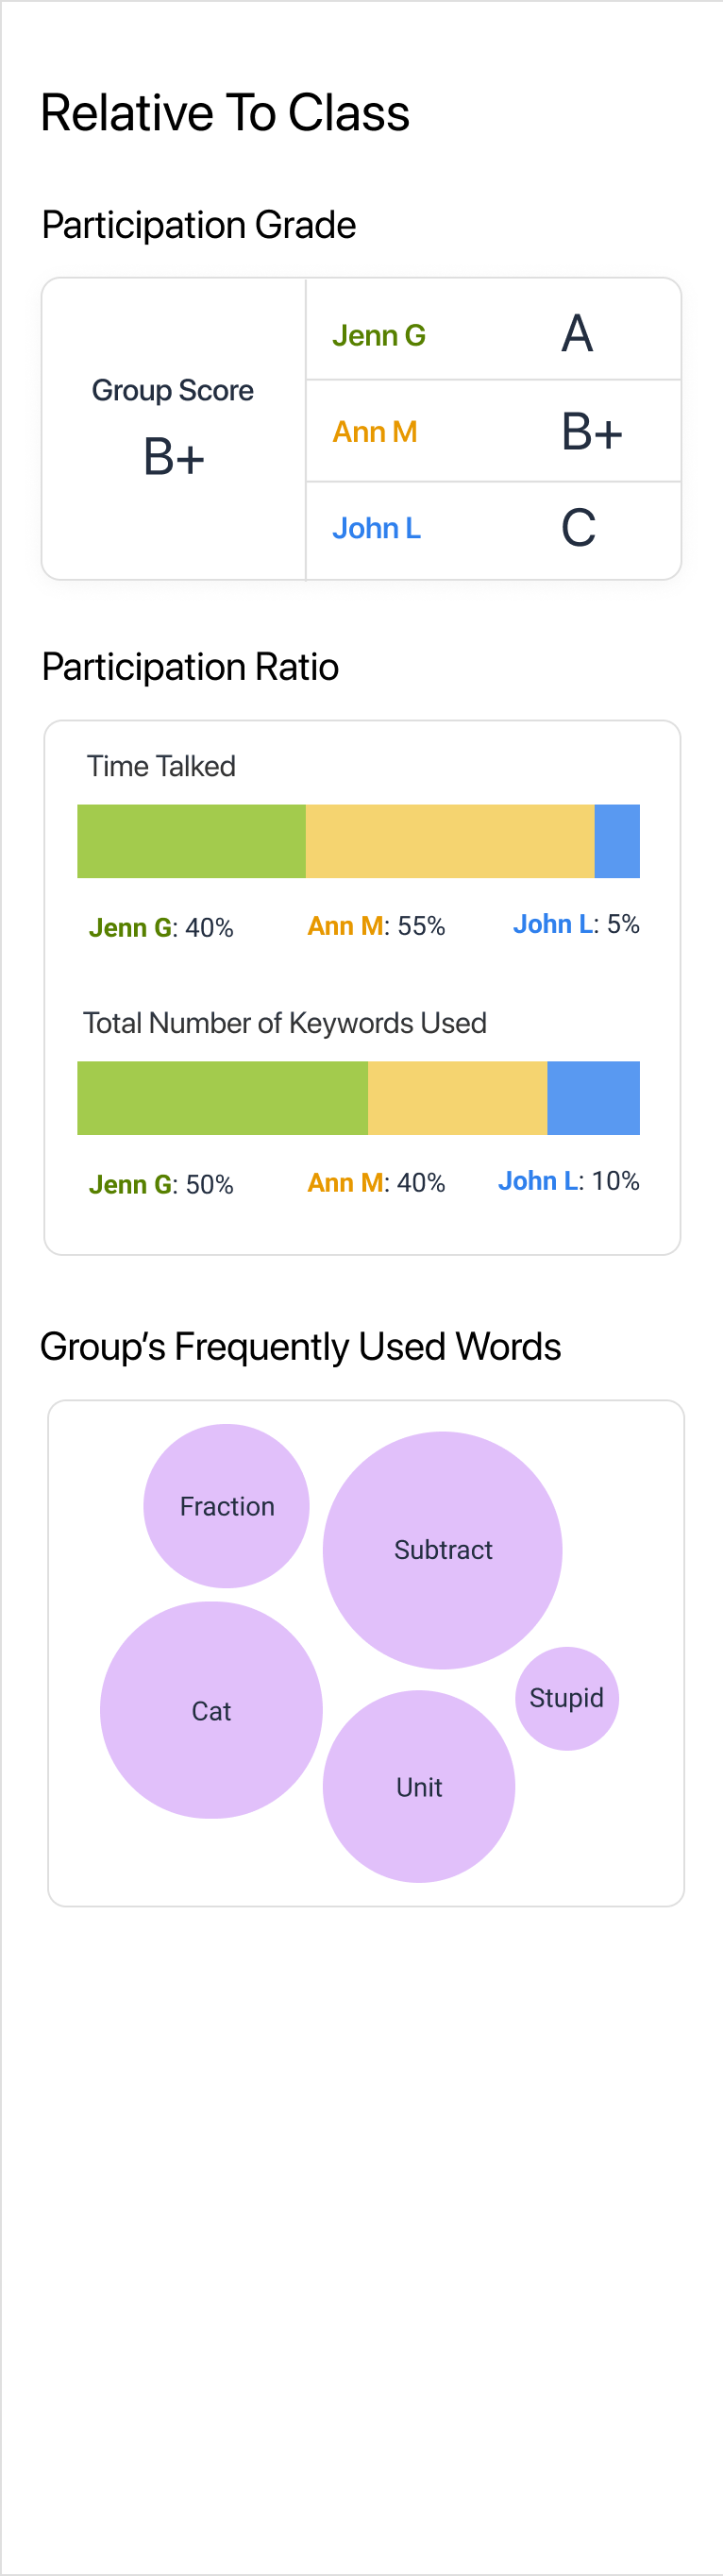 Relative To Class
Participation Grade
Group Score
B+
Jenn G A
Ann M B+
John L C
Participation Ratio
Time Talked
Jenn G: 40% Ann M: 55% John L: 5%
Total Number of Keywords Used
Jenn G: 50% Ann M: 40% John L: 10%
Group’s Frequently Used Words
Fraction
Subtract
Cat
Stupid
Unit